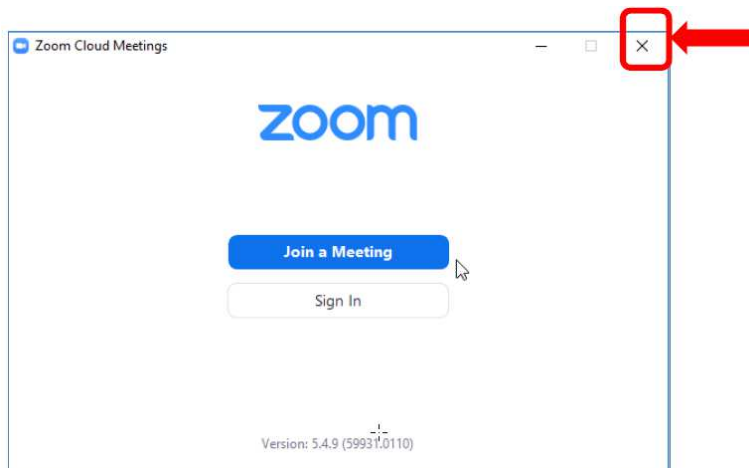 Zoom Cloud Meetings
zoom
Join a Meeting
Sign In
Version: 5.4.9 (59931.0110)